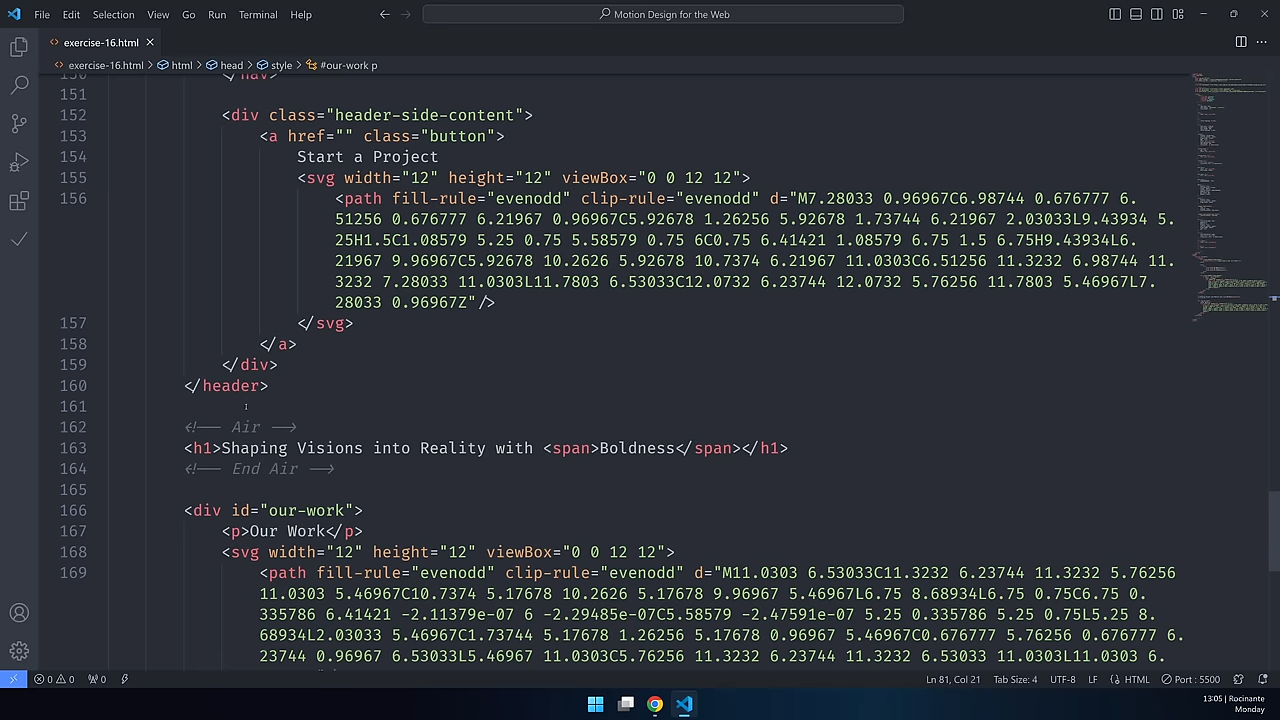 File Edit Selection View Go Run Terminal Help
Motion Design for the Web
exercise-16.html
exercise-16.html > html > head > style > #our-work p
150 </nav>
151
152 <div class="header-side-content">
153 <a href="" class="button">
154 Start a Project
155 <svg width="12" height="12" viewBox="0 0 12 12">
156 <path fill-rule="evenodd" clip-rule="evenodd" d="M7.28033 0.96967C6.98744 0.676777 6.
51256 0.676777 6.21967 0.96967C5.92678 1.26256 5.92678 1.73744 6.21967 2.03033L9.43934 5.
25H1.5C1.08579 5.25 0.75 5.58579 0.75 6C0.75 6.41421 1.08579 6.75 1.5 6.75H9.43934L6.
21967 9.96967C5.92678 10.2626 5.92678 10.7374 6.21967 11.0303C6.51256 11.3232 6.98744 11.
3232 7.28033 11.0303L11.7803 6.53033C12.0732 6.23744 12.0732 5.76256 11.7803 5.46967L7.
28033 0.96967Z"/>
157 </svg>
158 </a>
159 </div>
160 </header>
161
162 <!-- Air -->
163 <h1>Shaping Visions into Reality with <span>Boldness</span></h1>
164 <!-- End Air -->
165
166 <div id="our-work">
167 <p>Our Work</p>
168 <svg width="12" height="12" viewBox="0 0 12 12">
169 <path fill-rule="evenodd" clip-rule="evenodd" d="M11.0303 6.53033C11.3232 6.23744 11.3232 5.76256
11.0303 5.46967C10.7374 5.17678 10.2626 5.17678 9.96967 5.46967L6.75 8.68934L6.75 0.75C6.75 0.
335786 6.41421 -2.11379e-07 6 -2.29485e-07C5.58579 -2.47591e-07 5.25 0.335786 5.25 0.75L5.25 8.
68934L2.03033 5.46967C1.73744 5.17678 1.26256 5.17678 0.96967 5.46967C0.676777 5.76256 0.676777 6.
23744 0.96967 6.53033L5.46967 11.0303C5.76256 11.3232 6.23744 11.3232 6.53033 11.0303L11.0303 6.
0 0 0 Ln 81, Col 21 Tab Size: 4 UTF-8 LF HTML Port : 5500
13:05 | Rocinante
Monday